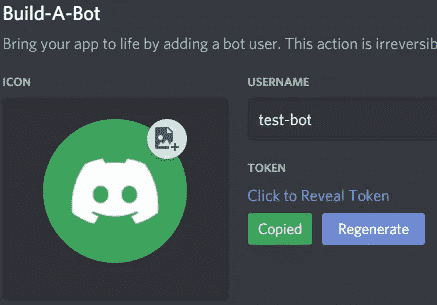 Build-A-Bot
Bring your app to life by adding a bot user. This action is irreversib
ICON
USERNAME
test-bot
TOKEN
Click to Reveal Token
Copied
Regenerate